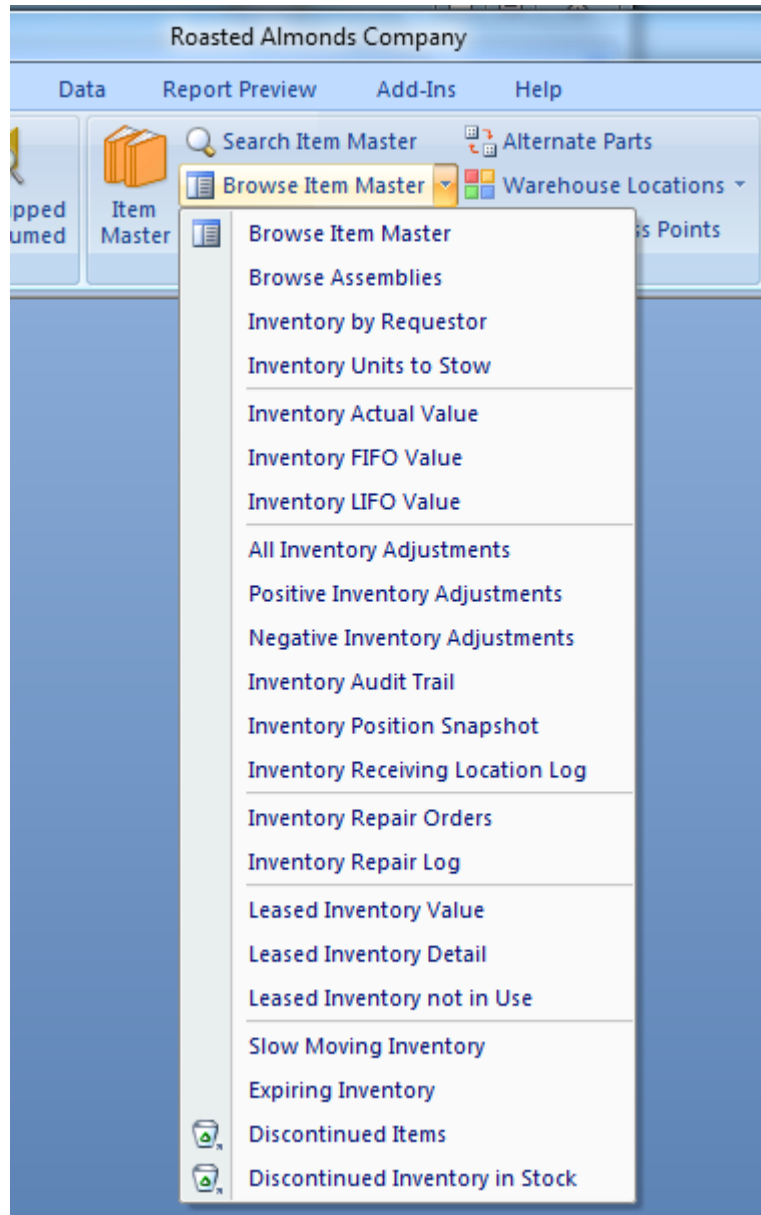 Roasted Almonds Company
Data Report Preview Add-Ins Help
Search Item Master Alternate Parts
Browse Item Master Warehouse Locations
Item Master
Points
Browse Item Master
Browse Assemblies
Inventory by Requestor
Inventory Units to Stow
Inventory Actual Value
Inventory FIFO Value
Inventory LIFO Value
All Inventory Adjustments
Positive Inventory Adjustments
Negative Inventory Adjustments
Inventory Audit Trail
Inventory Position Snapshot
Inventory Receiving Location Log
Inventory Repair Orders
Inventory Repair Log
Leased Inventory Value
Leased Inventory Detail
Leased Inventory not in Use
Slow Moving Inventory
Expiring Inventory
Discontinued Items
Discontinued Inventory in Stock